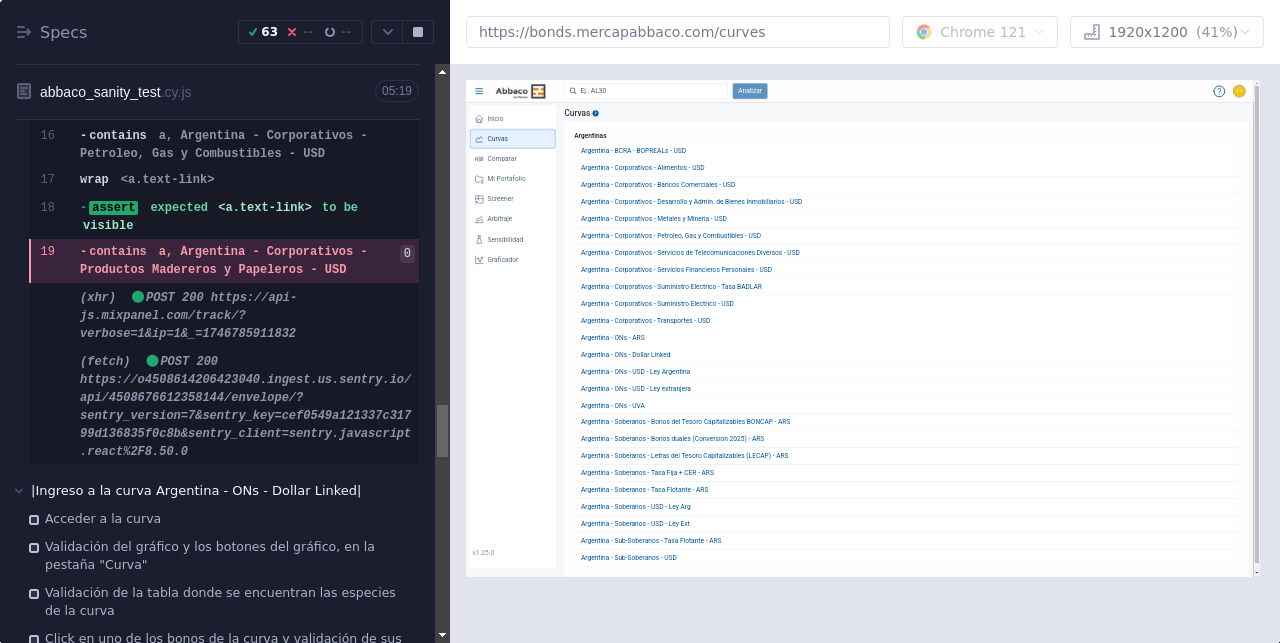 Specs
63
--
--
abbaco_sanity_test.cy.js
05:19
16 -contains a, Argentina - Corporativos -
Petroleo, Gas y Combustibles - USD
17 wrap <a.text-link>
18 -assert expected <a.text-link> to be
visible
19 -contains a, Argentina - Corporativos -
Productos Madereros y Papeleros - USD
0
(xhr) POST 200 https://api-
js.mixpanel.com/track/?
verbose=1&ip=1&_=1746785911832
(fetch) POST 200
https://o4508614206423040.ingest.us.sentry.io/
api/4508676612358144/envelope/?
sentry_version=7&sentry_key=cef0549a121337c317
99d136835f0c8b&sentry_client=sentry.javascript
.react%2F8.50.0
|Ingreso a la curva Argentina - ONs - Dollar Linked|
Acceder a la curva
Validación del gráfico y los botones del gráfico, en la
pestaña "Curva"
Validación de la tabla donde se encuentran las especies
de la curva
Click en uno de los bonos de la curva y validación de sus
https://bonds.mercapabbaco.com/curves
Chrome 121
1920x1200 (41%)
Abbaco
Ej.: AL30
Analizar
?
Inicio
Curvas
Comparar
Mi Portafolio
Screener
Arbitraje
Sensibilidad
Graficador
v1.25.0
Curvas ?
Argentinas
Argentina - BCRA - BOPREALs - USD
Argentina - Corporativos - Alimentos - USD
Argentina - Corporativos - Bancos Comerciales - USD
Argentina - Corporativos - Desarrollo y Admin. de Bienes Inmobiliarios - USD
Argentina - Corporativos - Metales y Mineria - USD
Argentina - Corporativos - Petroleo, Gas y Combustibles - USD
Argentina - Corporativos - Servicios de Telecomunicaciones Diversos - USD
Argentina - Corporativos - Servicios Financieros Personales - USD
Argentina - Corporativos - Suministro Electrico - Tasa BADLAR
Argentina - Corporativos - Suministro Electrico - USD
Argentina - Corporativos - Transportes - USD
Argentina - ONs - ARS
Argentina - ONs - Dollar Linked
Argentina - ONs - USD - Ley Argentina
Argentina - ONs - USD - Ley extranjera
Argentina - ONs - UVA
Argentina - Soberanos - Bonos del Tesoro Capitalizables BONCAP - ARS
Argentina - Soberanos - Bonos duales (Conversion 2025) - ARS
Argentina - Soberanos - Letras del Tesoro Capitalizables (LECAP) - ARS
Argentina - Soberanos - Tasa Fija + CER - ARS
Argentina - Soberanos - Tasa Flotante - ARS
Argentina - Soberanos - USD - Ley Arg
Argentina - Soberanos - USD - Ley Ext
Argentina - Sub-Soberanos - Tasa Flotante - ARS
Argentina - Sub-Soberanos - USD